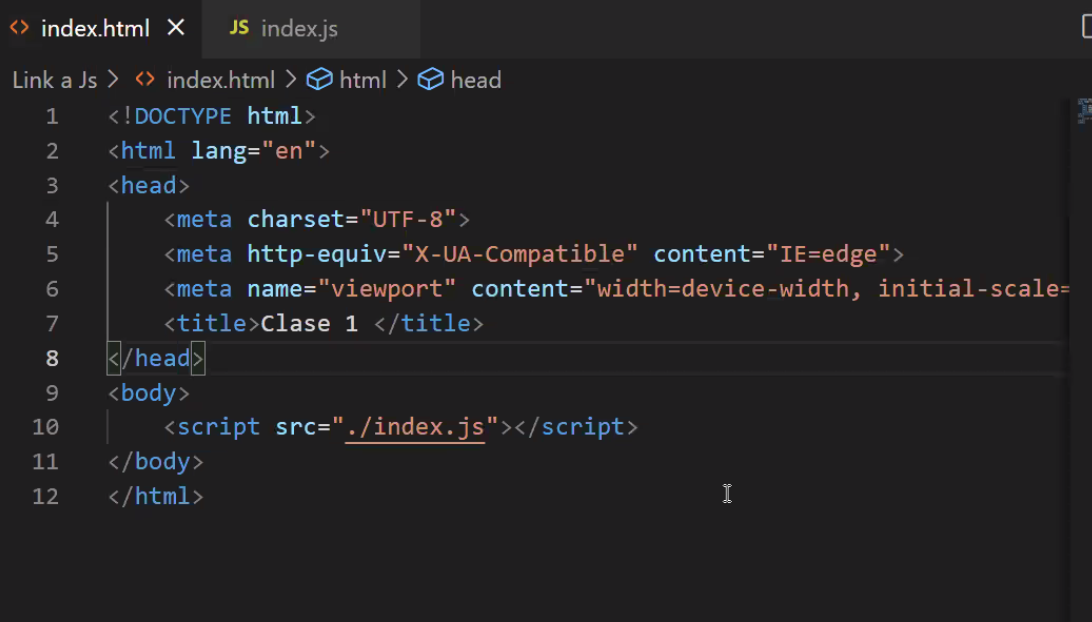 index.html
JS index.js
Link a Js > index.html > html > head
1 <!DOCTYPE html>
2 <html lang="en">
3 <head>
4     <meta charset="UTF-8">
5     <meta http-equiv="X-UA-Compatible" content="IE=edge">
6     <meta name="viewport" content="width=device-width, initial-scale=
7     <title>Clase 1 </title>
8 </head>
9 <body>
10     <script src="./index.js"></script>
11 </body>
12 </html>